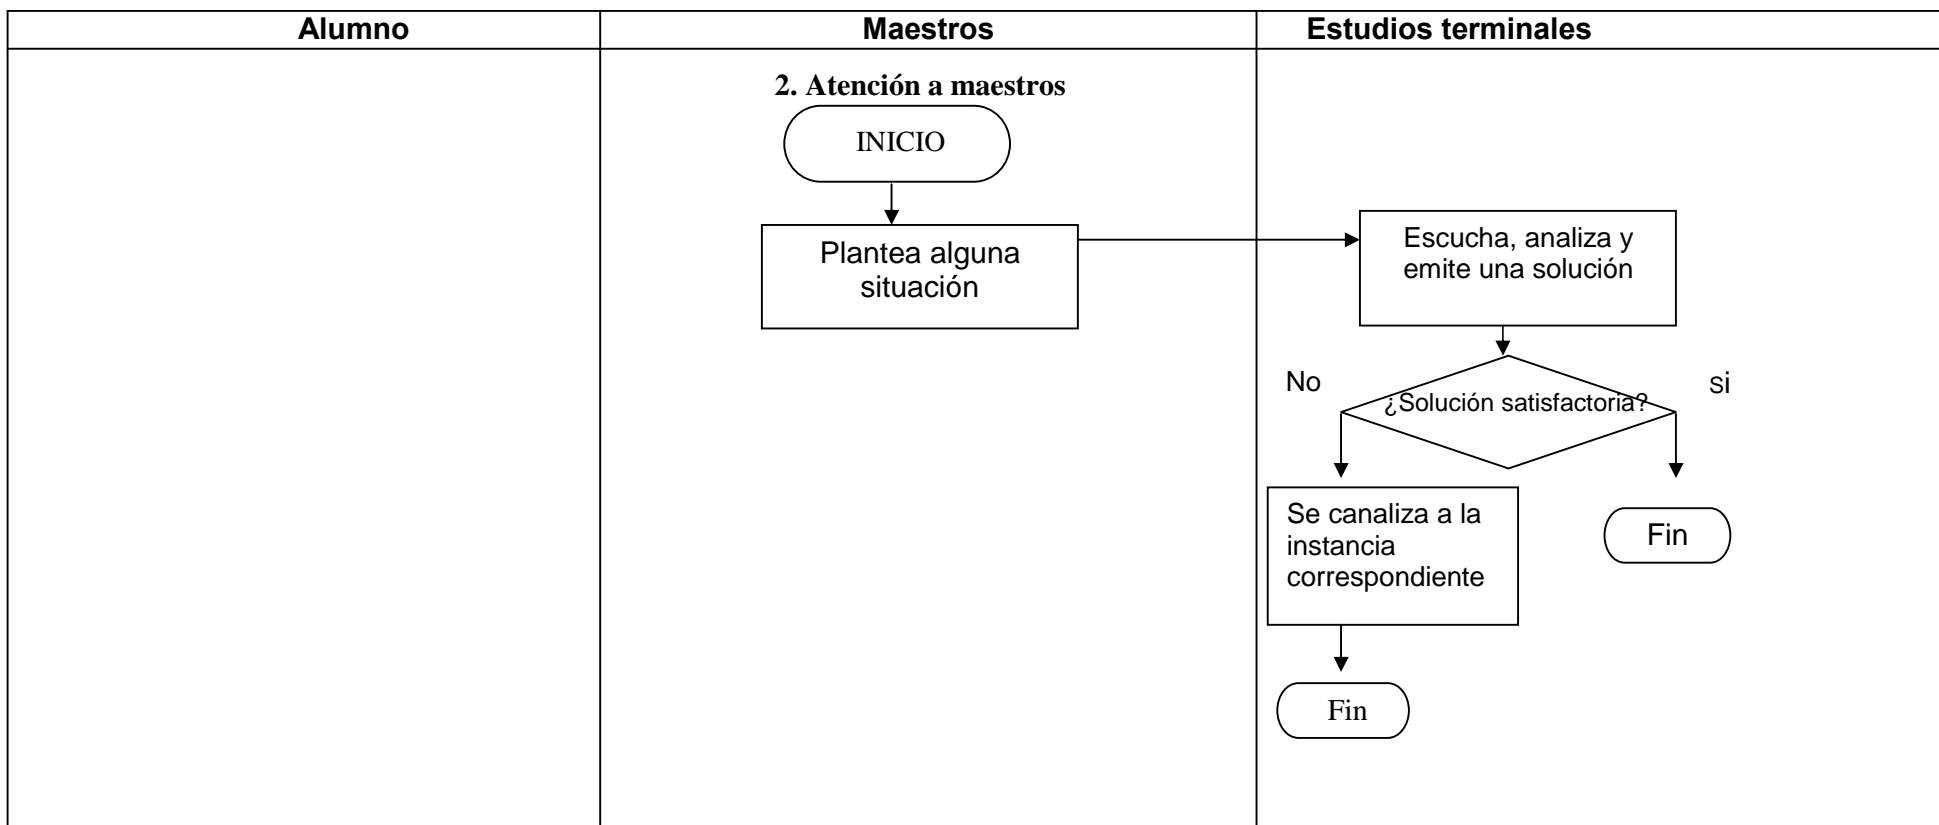 Alumno
Maestros
Estudios terminales
2. Atención a maestros
INICIO
Plantea alguna
situación
Escucha, analiza y
emite una solución
No
si
¿Solución satisfactoria?
Se canaliza a la
instancia
correspondiente
Fin
Fin